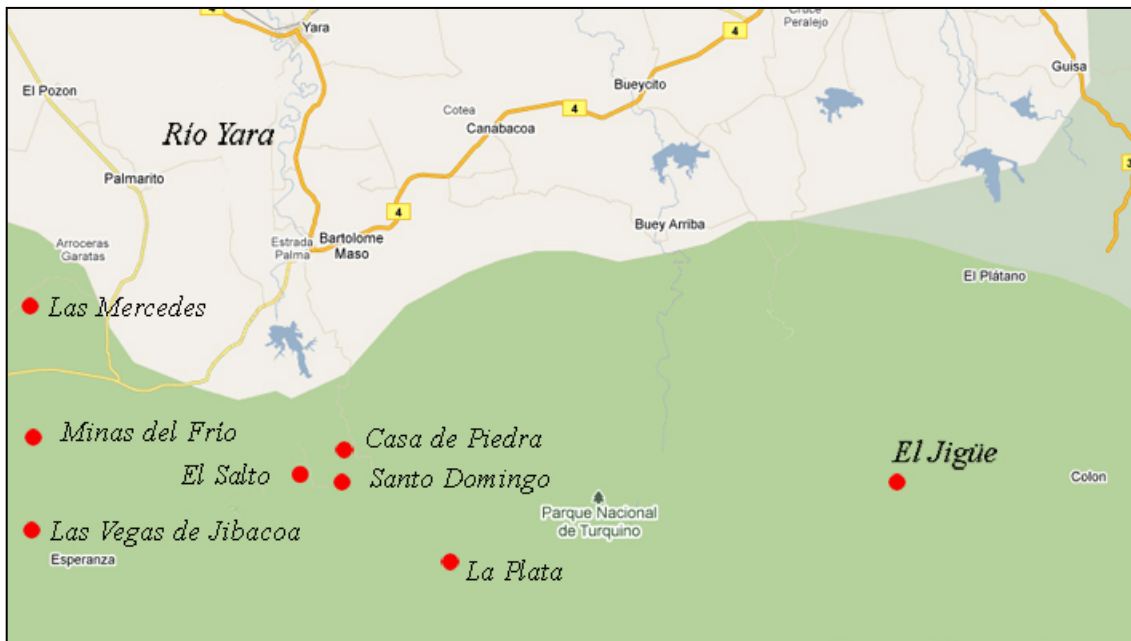 Cruce
Peralejo
Yara
4
4
Guisa
El Pozon
Bueycito
4
Cotea
Río Yara
Canabacoa
3
Palmarito
4
Buey Arriba
Arroceras
Garatas
Estrada
Palma
Bartolome
Maso
El Plátano
Las Mercedes
Minas del Frío
Casa de Piedra
El Jigüe
El Salto
Santo Domingo
Colon
Parque Nacional
de Turquino
Las Vegas de Jibacoa
Esperanza
La Plata